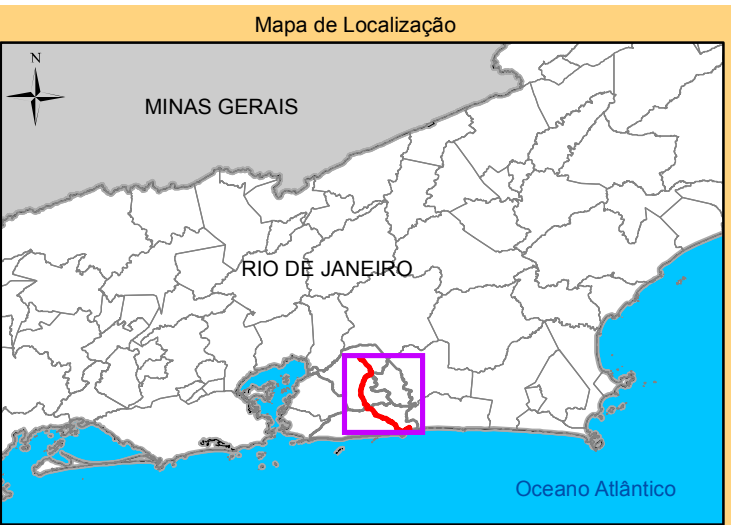 Mapa de Localização
N
MINAS GERAIS
RIO DE JANEIRO
Oceano Atlântico